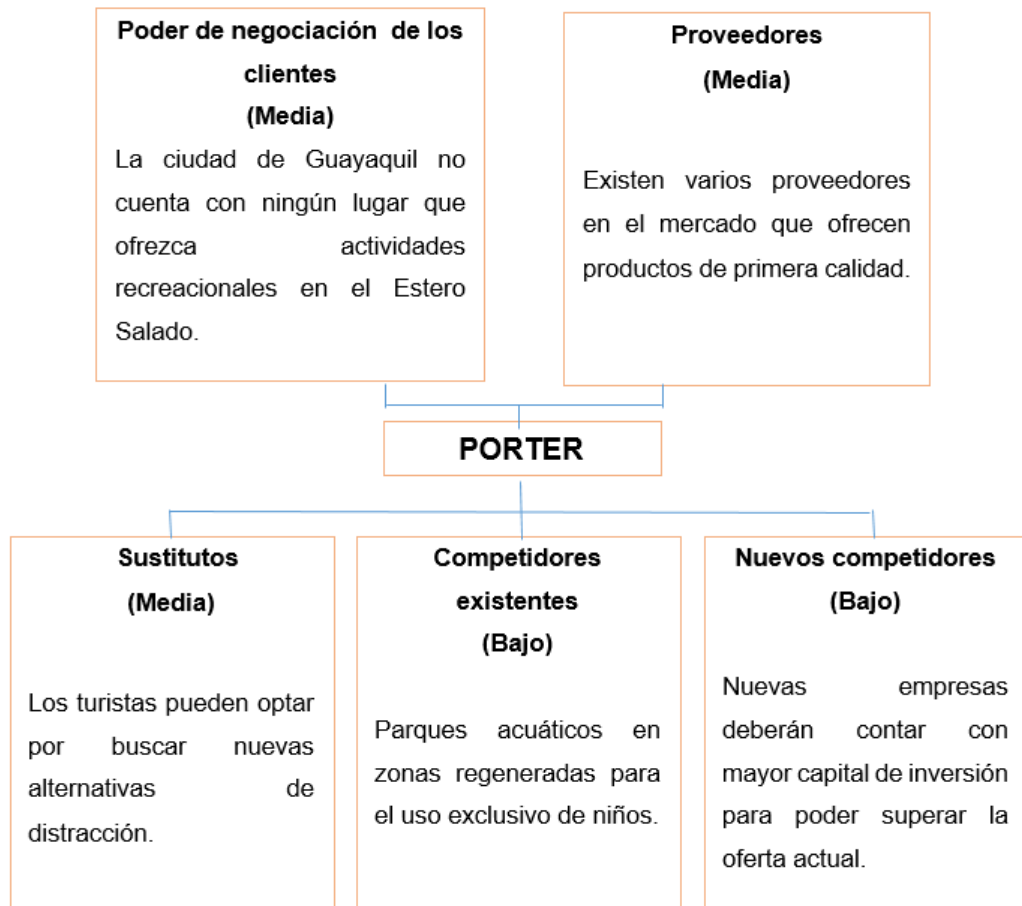 Poder de negociación de los
clientes
(Media)
La ciudad de Guayaquil no
cuenta con ningún lugar que
ofrezca actividades
recreacionales en el Estero
Salado.
Proveedores
(Media)
Existen varios proveedores
en el mercado que ofrecen
productos de primera calidad.
PORTER
Sustitutos
(Media)
Los turistas pueden optar
por buscar nuevas
alternativas de
distracción.
Competidores
existentes
(Bajo)
Parques acuáticos en
zonas regeneradas para
el uso exclusivo de niños.
Nuevos competidores
(Bajo)
Nuevas empresas
deberán contar con
mayor capital de inversión
para poder superar la
oferta actual.